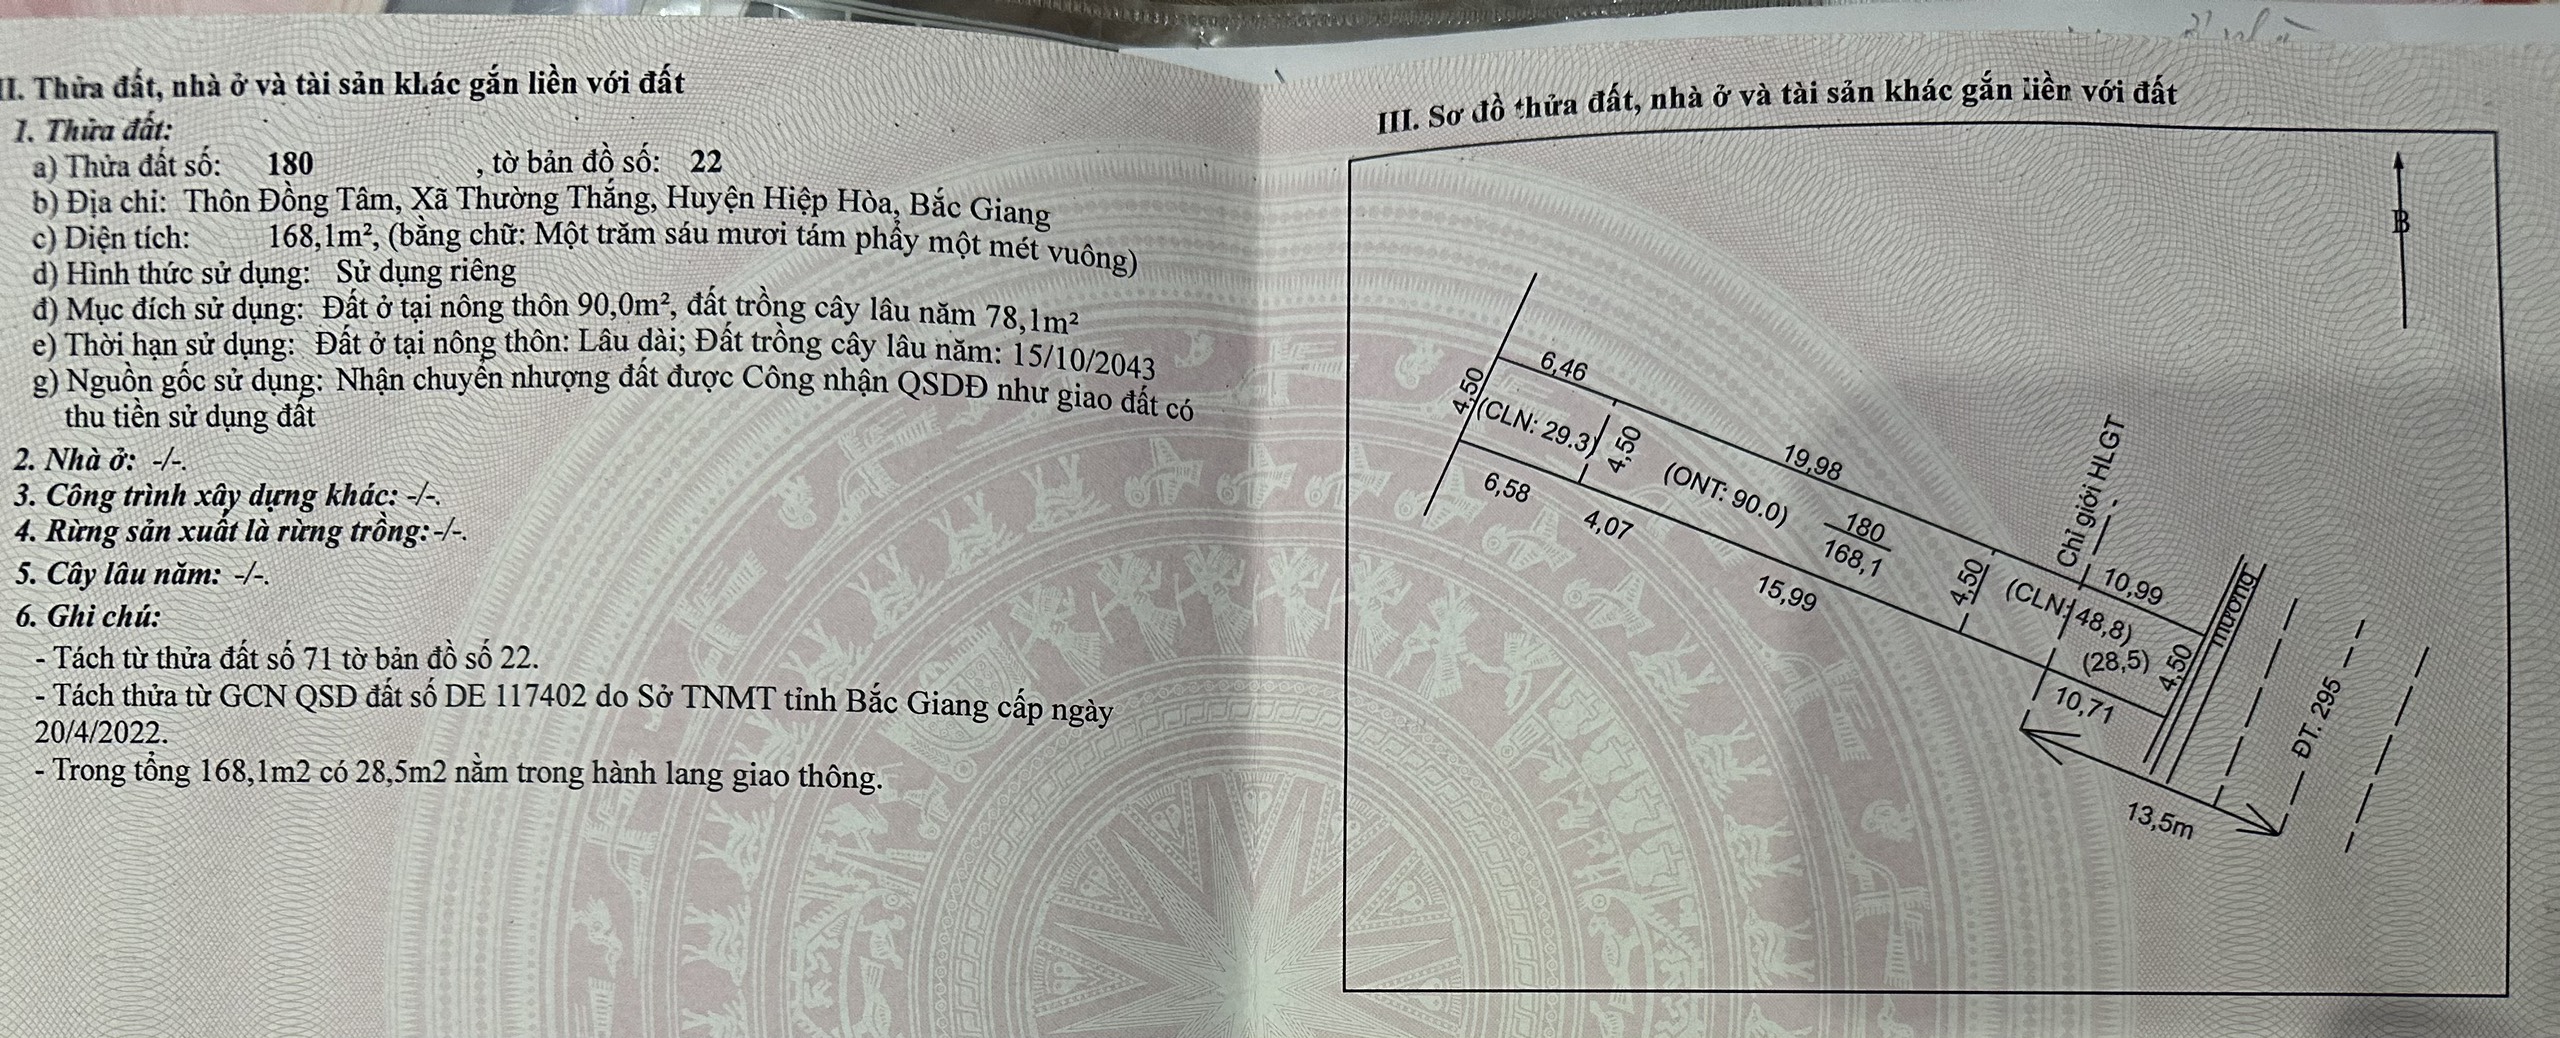 II. Thửa đất, nhà ở và tài sản khác gắn liền với đất
1. Thửa đất:
a) Thửa đất số: 180 , tờ bản đồ số: 22
b) Địa chỉ: Thôn Đồng Tâm, Xã Thường Thắng, Huyện Hiệp Hòa, Bắc Giang
c) Diện tích: 168,1m², (bằng chữ: Một trăm sáu mươi tám phẩy một mét vuông)
d) Hình thức sử dụng: Sử dụng riêng
đ) Mục đích sử dụng: Đất ở tại nông thôn 90,0m², đất trồng cây lâu năm 78,1m²
e) Thời hạn sử dụng: Đất ở tại nông thôn: Lâu dài; Đất trồng cây lâu năm: 15/10/2043
g) Nguồn gốc sử dụng: Nhận chuyển nhượng đất được Công nhận QSDĐ như giao đất có
thu tiền sử dụng đất
2. Nhà ở: -/-.
3. Công trình xây dựng khác: -/-.
4. Rừng sản xuất là rừng trồng: -/-.
5. Cây lâu năm: -/-.
6. Ghi chú:
- Tách từ thửa đất số 71 tờ bản đồ số 22.
- Tách thửa từ GCN QSD đất số DE 117402 do Sở TNMT tỉnh Bắc Giang cấp ngày
20/4/2022.
- Trong tổng 168,1m2 có 28,5m2 nằm trong hành lang giao thông.
III. Sơ đồ thửa đất, nhà ở và tài sản khác gắn liền với đất
B
6,46
4,50
(CLN: 29.3)
4,50
19,98
(ONT: 90.0)
6,58
4,07
180
168,1
15,99
4,50
Chỉ giới HLGT
10,99
(CLN: 48,8)
(28,5)
4,50
mương
10,71
ĐT. 295
13,5m